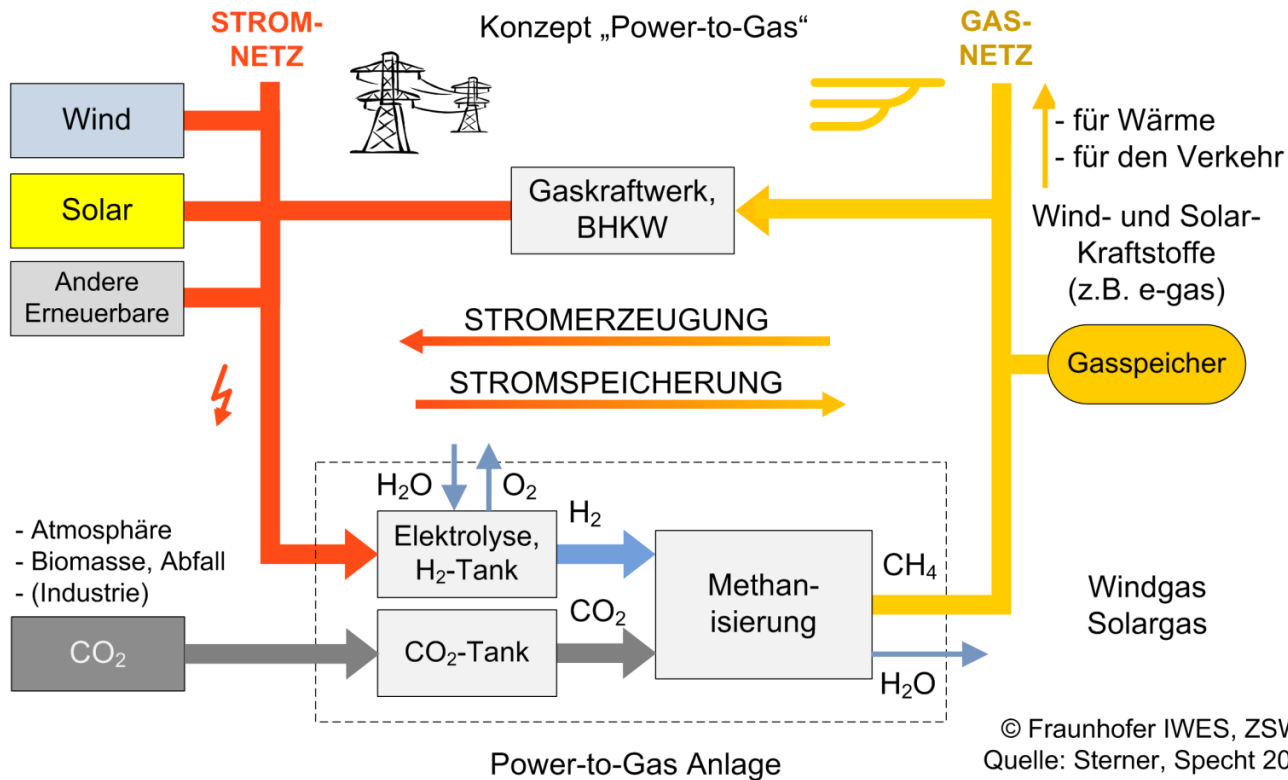 STROM-
NETZ
Konzept „Power-to-Gas“
GAS-
NETZ
Wind
Solar
Andere
Erneuerbare
Gaskraftwerk,
BHKW
- für Wärme
- für den Verkehr
Wind- und Solar-
Kraftstoffe
(z.B. e-gas)
STROMERZEUGUNG
STROMSPEICHERUNG
Gasspeicher
H₂O
O₂
- Atmosphäre
- Biomasse, Abfall
- (Industrie)
CO₂
Elektrolyse,
H₂-Tank
H₂
CO₂-Tank
CO₂
Methan-
isierung
CH₄
H₂O
Windgas
Solargas
Power-to-Gas Anlage
© Fraunhofer IWES, ZSW
Quelle: Sterner, Specht 20